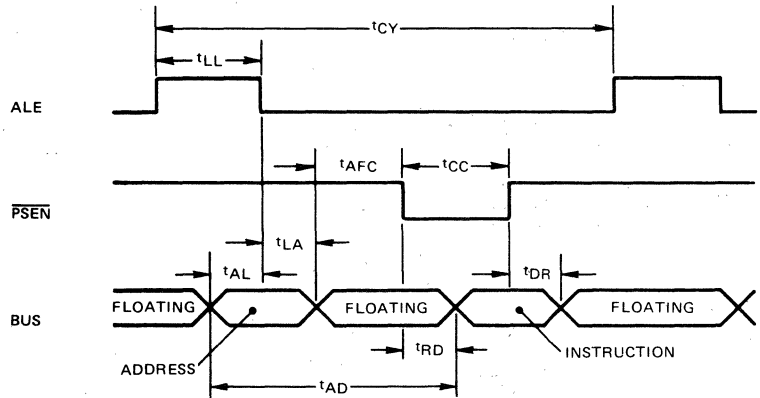 tCY
tLL
ALE
tAFC
tCC
PSEN
tLA
tAL
tDR
BUS
FLOATING
FLOATING
FLOATING
ADDRESS
tRD
INSTRUCTION
tAD